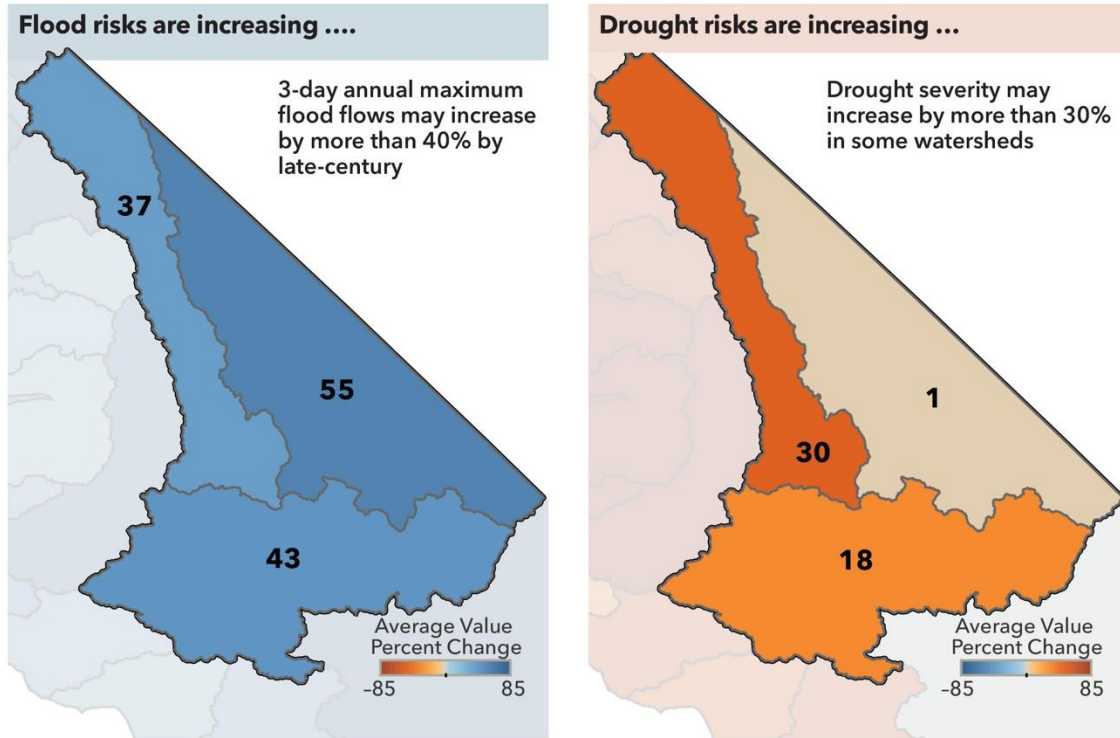 Flood risks are increasing ....
3-day annual maximum
flood flows may increase
by more than 40% by
late-century
37
55
43
Average Value
Percent Change
–85 85
Drought risks are increasing ...
Drought severity may
increase by more than 30%
in some watersheds
1
30
18
Average Value
Percent Change
–85 85